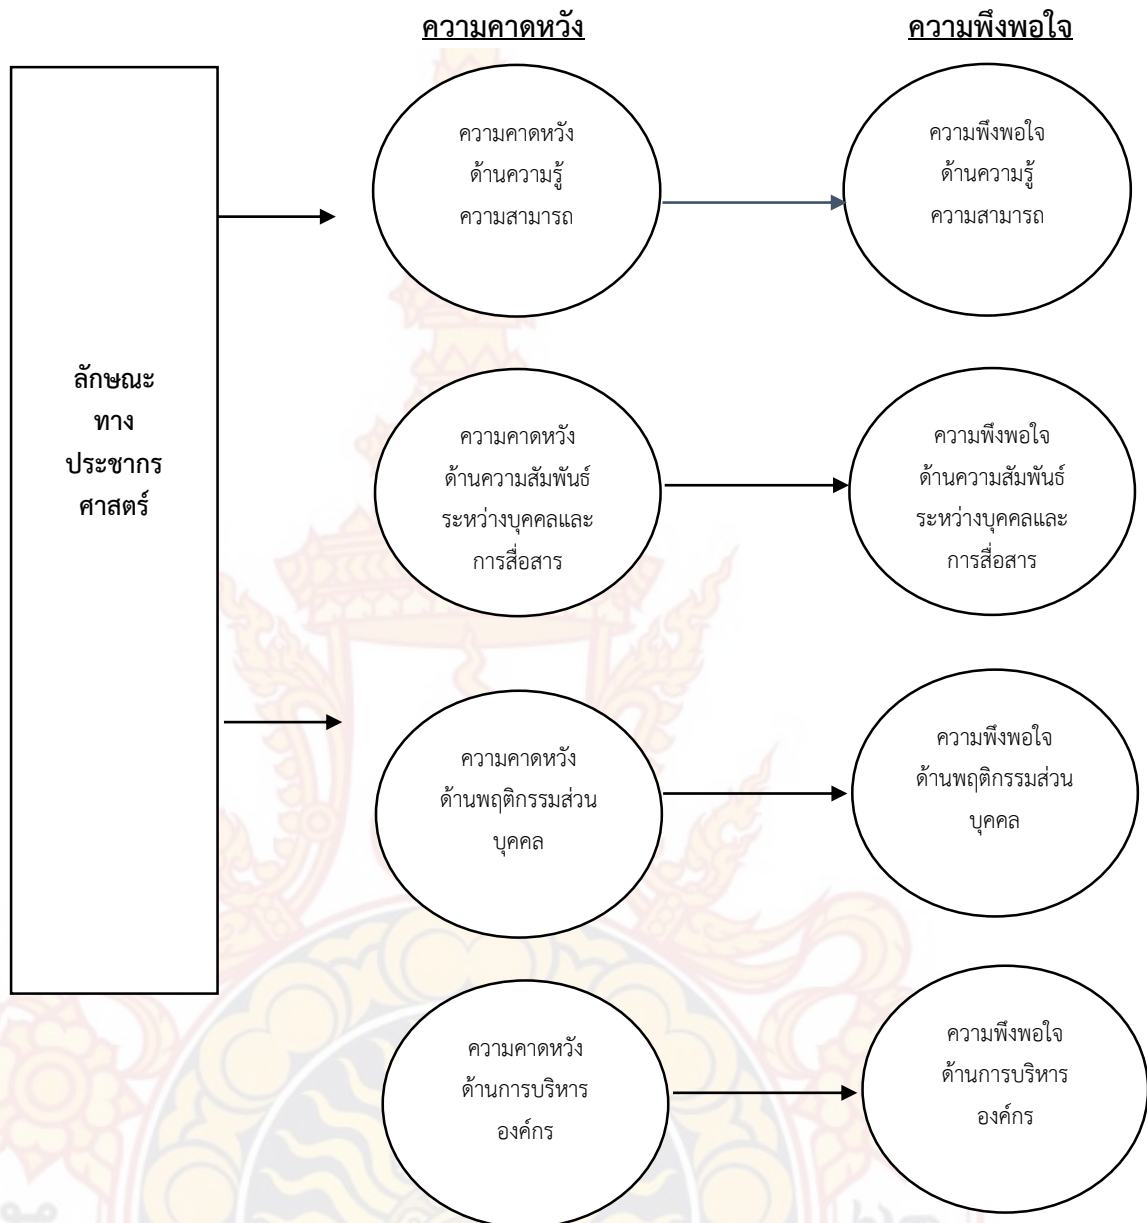 ความคาดหวัง
ความพึงพอใจ
ลักษณะ
ทาง
ประชากร
ศาสตร์
ความคาดหวัง
ด้านความรู้
ความสามารถ
ความพึงพอใจ
ด้านความรู้
ความสามารถ
ความคาดหวัง
ด้านความสัมพันธ์
ระหว่างบุคคลและ
การสื่อสาร
ความพึงพอใจ
ด้านความสัมพันธ์
ระหว่างบุคคลและ
การสื่อสาร
ความคาดหวัง
ด้านพฤติกรรมส่วน
บุคคล
ความพึงพอใจ
ด้านพฤติกรรมส่วน
บุคคล
ความคาดหวัง
ด้านการบริหาร
องค์กร
ความพึงพอใจ
ด้านการบริหาร
องค์กร